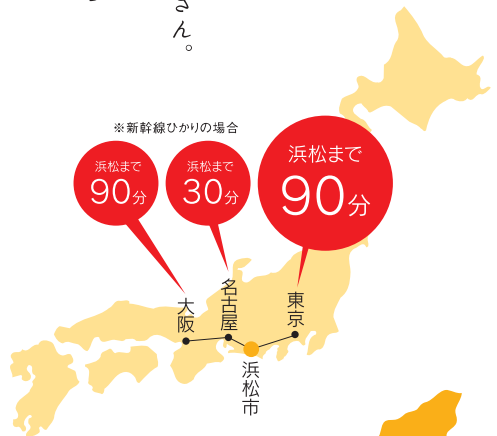 さん。
※新幹線ひかりの場合
浜松まで
90分
浜松まで
30分
浜松まで
90分
大阪
名古屋
東京
浜松市